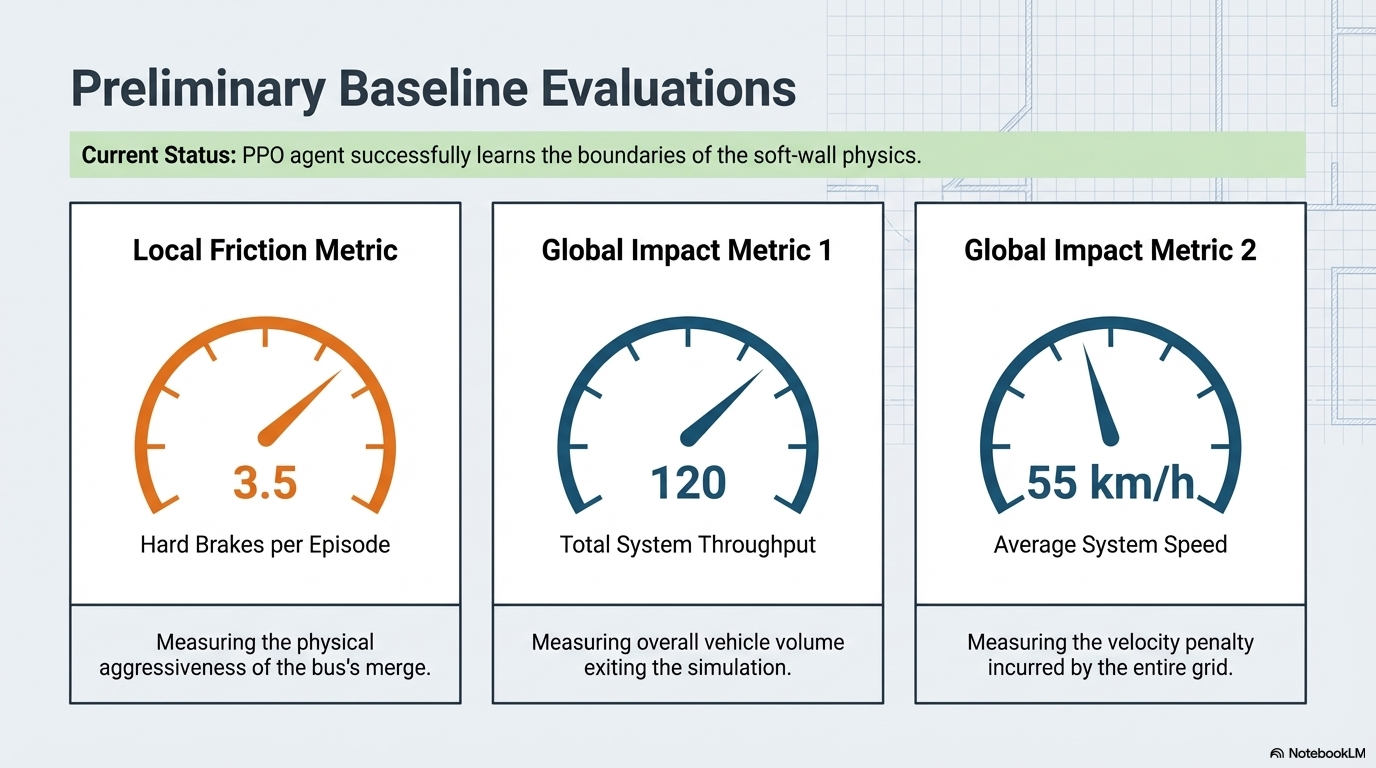 Preliminary Baseline Evaluations
Current Status: PPO agent successfully learns the boundaries of the soft-wall physics.
Local Friction Metric
3.5
Hard Brakes per Episode
Measuring the physical
aggressiveness of the bus's merge.
Global Impact Metric 1
120
Total System Throughput
Measuring overall vehicle volume
exiting the simulation.
Global Impact Metric 2
55 km/h
Average System Speed
Measuring the velocity penalty
incurred by the entire grid.
NotebookLM